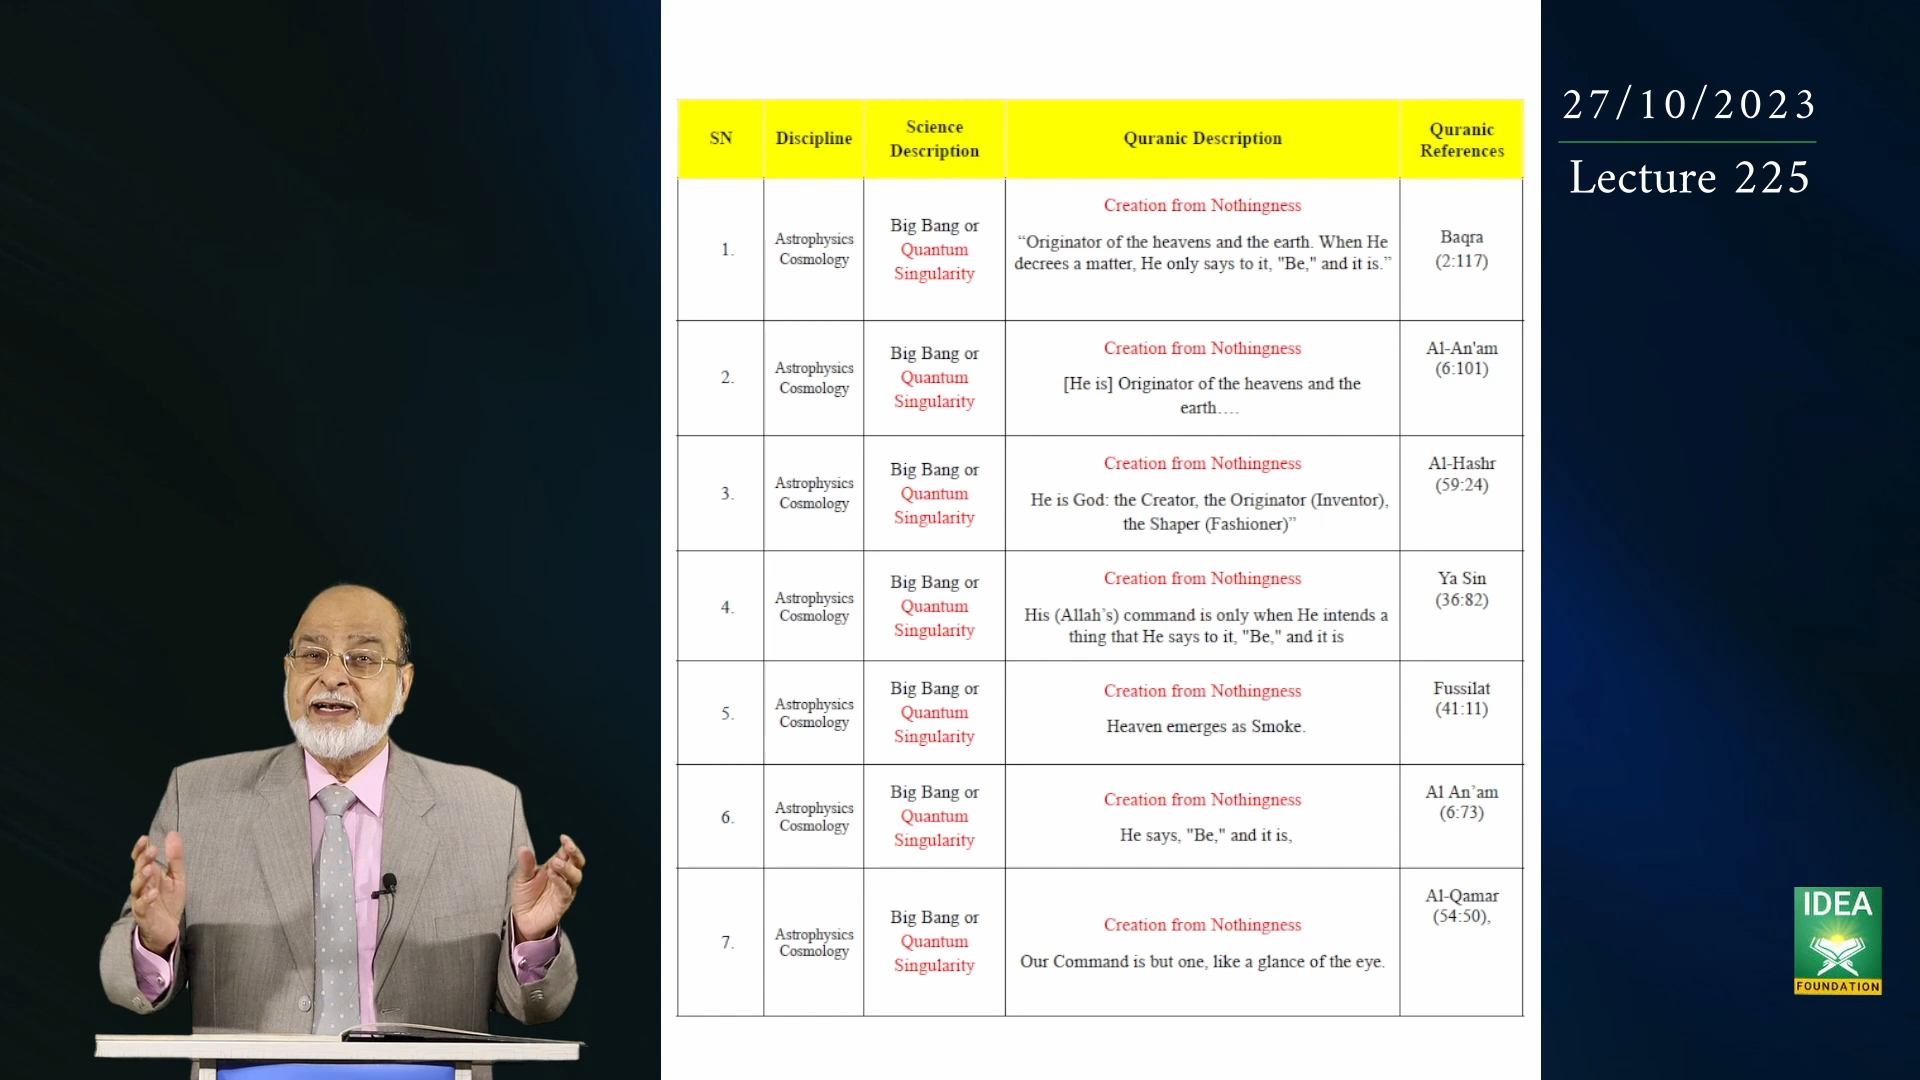 27/10/2023
Lecture 225
SN
Discipline
Science
Description
Quranic Description
Quranic
References
1.
Astrophysics
Cosmology
Big Bang or
Quantum
Singularity
Creation from Nothingness
“Originator of the heavens and the earth. When He
decrees a matter, He only says to it, "Be," and it is.”
Baqra
(2:117)
2.
Astrophysics
Cosmology
Big Bang or
Quantum
Singularity
Creation from Nothingness
[He is] Originator of the heavens and the
earth….
Al-An'am
(6:101)
3.
Astrophysics
Cosmology
Big Bang or
Quantum
Singularity
Creation from Nothingness
He is God: the Creator, the Originator (Inventor),
the Shaper (Fashioner)”
Al-Hashr
(59:24)
4.
Astrophysics
Cosmology
Big Bang or
Quantum
Singularity
Creation from Nothingness
His (Allah’s) command is only when He intends a
thing that He says to it, "Be," and it is
Ya Sin
(36:82)
5.
Astrophysics
Cosmology
Big Bang or
Quantum
Singularity
Creation from Nothingness
Heaven emerges as Smoke.
Fussilat
(41:11)
6.
Astrophysics
Cosmology
Big Bang or
Quantum
Singularity
Creation from Nothingness
He says, "Be," and it is,
Al An’am
(6:73)
7.
Astrophysics
Cosmology
Big Bang or
Quantum
Singularity
Creation from Nothingness
Our Command is but one, like a glance of the eye.
Al-Qamar
(54:50),
IDEA
FOUNDATION